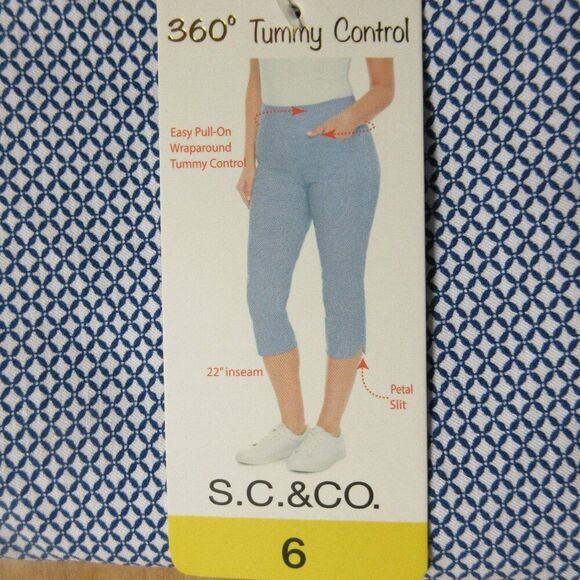 360° Tummy Control
Easy Pull-On
Wraparound
Tummy Control
22" inseam
Petal
Slit
S.C.&CO.
6